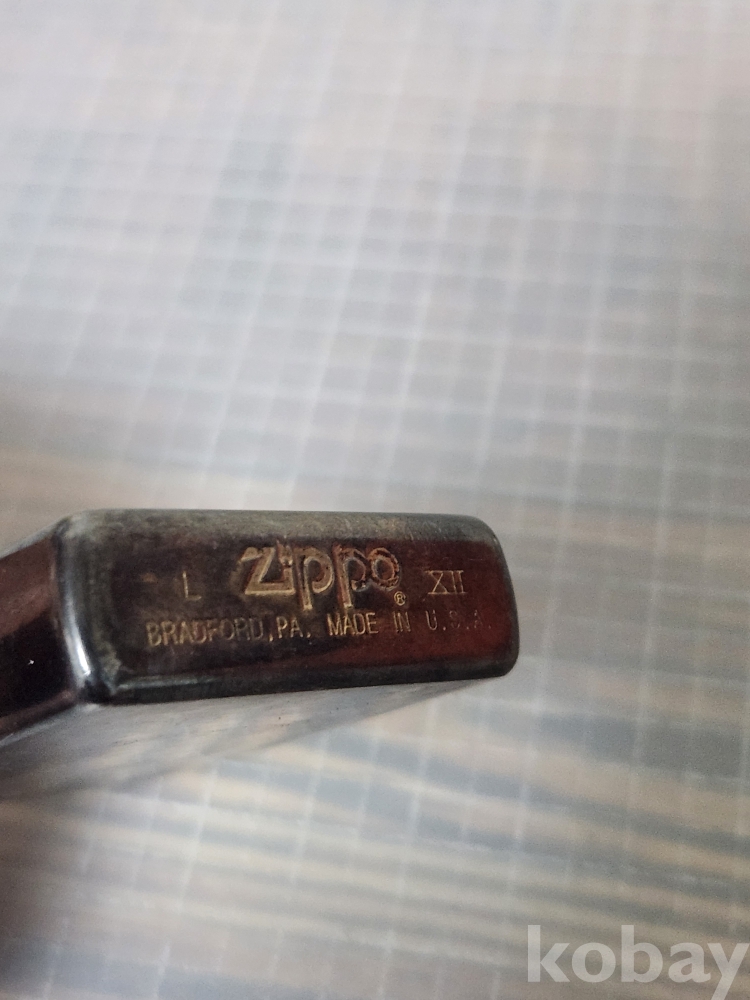 L Zippo ® XII
BRADFORD, PA. MADE IN U.S.A.
kobay